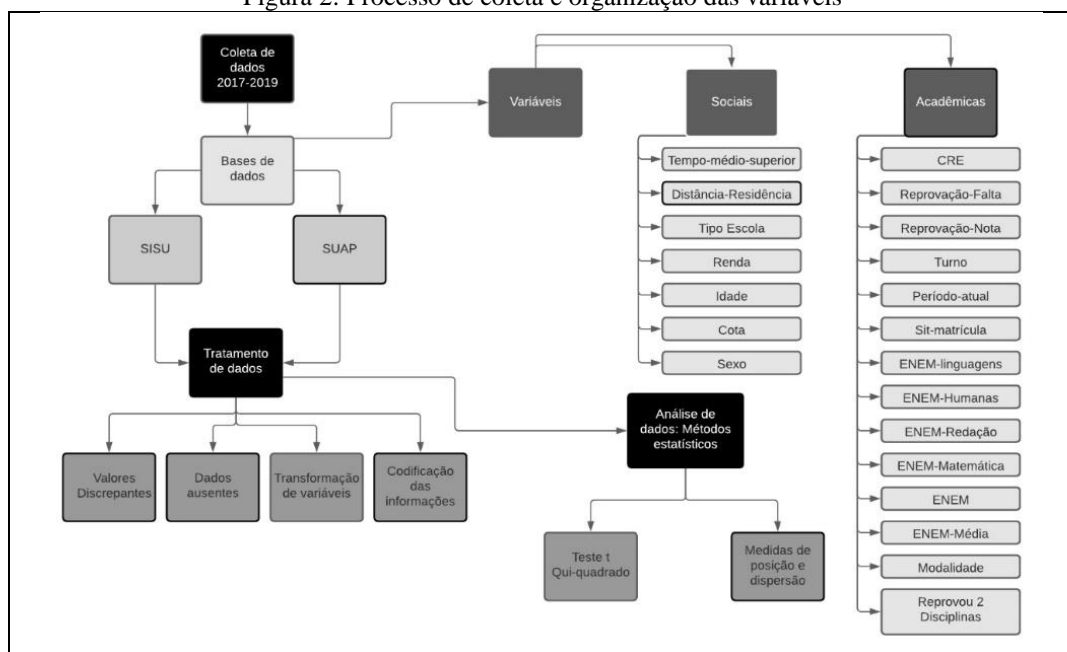 Figura 2: Processo de coleta e organização das variáveis
Coleta de
dados
2017-2019
Bases de
dados
SISU
SUAP
Tratamento
de dados
Valores
Discrepantes
Dados
ausentes
Transformação
de variáveis
Codificação
das
informações
Variáveis
Sociais
Tempo-médio-superior
Distância-Residência
Tipo Escola
Renda
Idade
Cota
Sexo
Análise de
dados: Métodos
estatísticos
Teste t
Qui-quadrado
Medidas de
posição e
dispersão
Acadêmicas
CRE
Reprovação-Falta
Reprovação-Nota
Turno
Período-atual
Sit-matrícula
ENEM-linguagens
ENEM-Humanas
ENEM-Redação
ENEM-Matemática
ENEM
ENEM-Média
Modalidade
Reprovou 2
Disciplinas